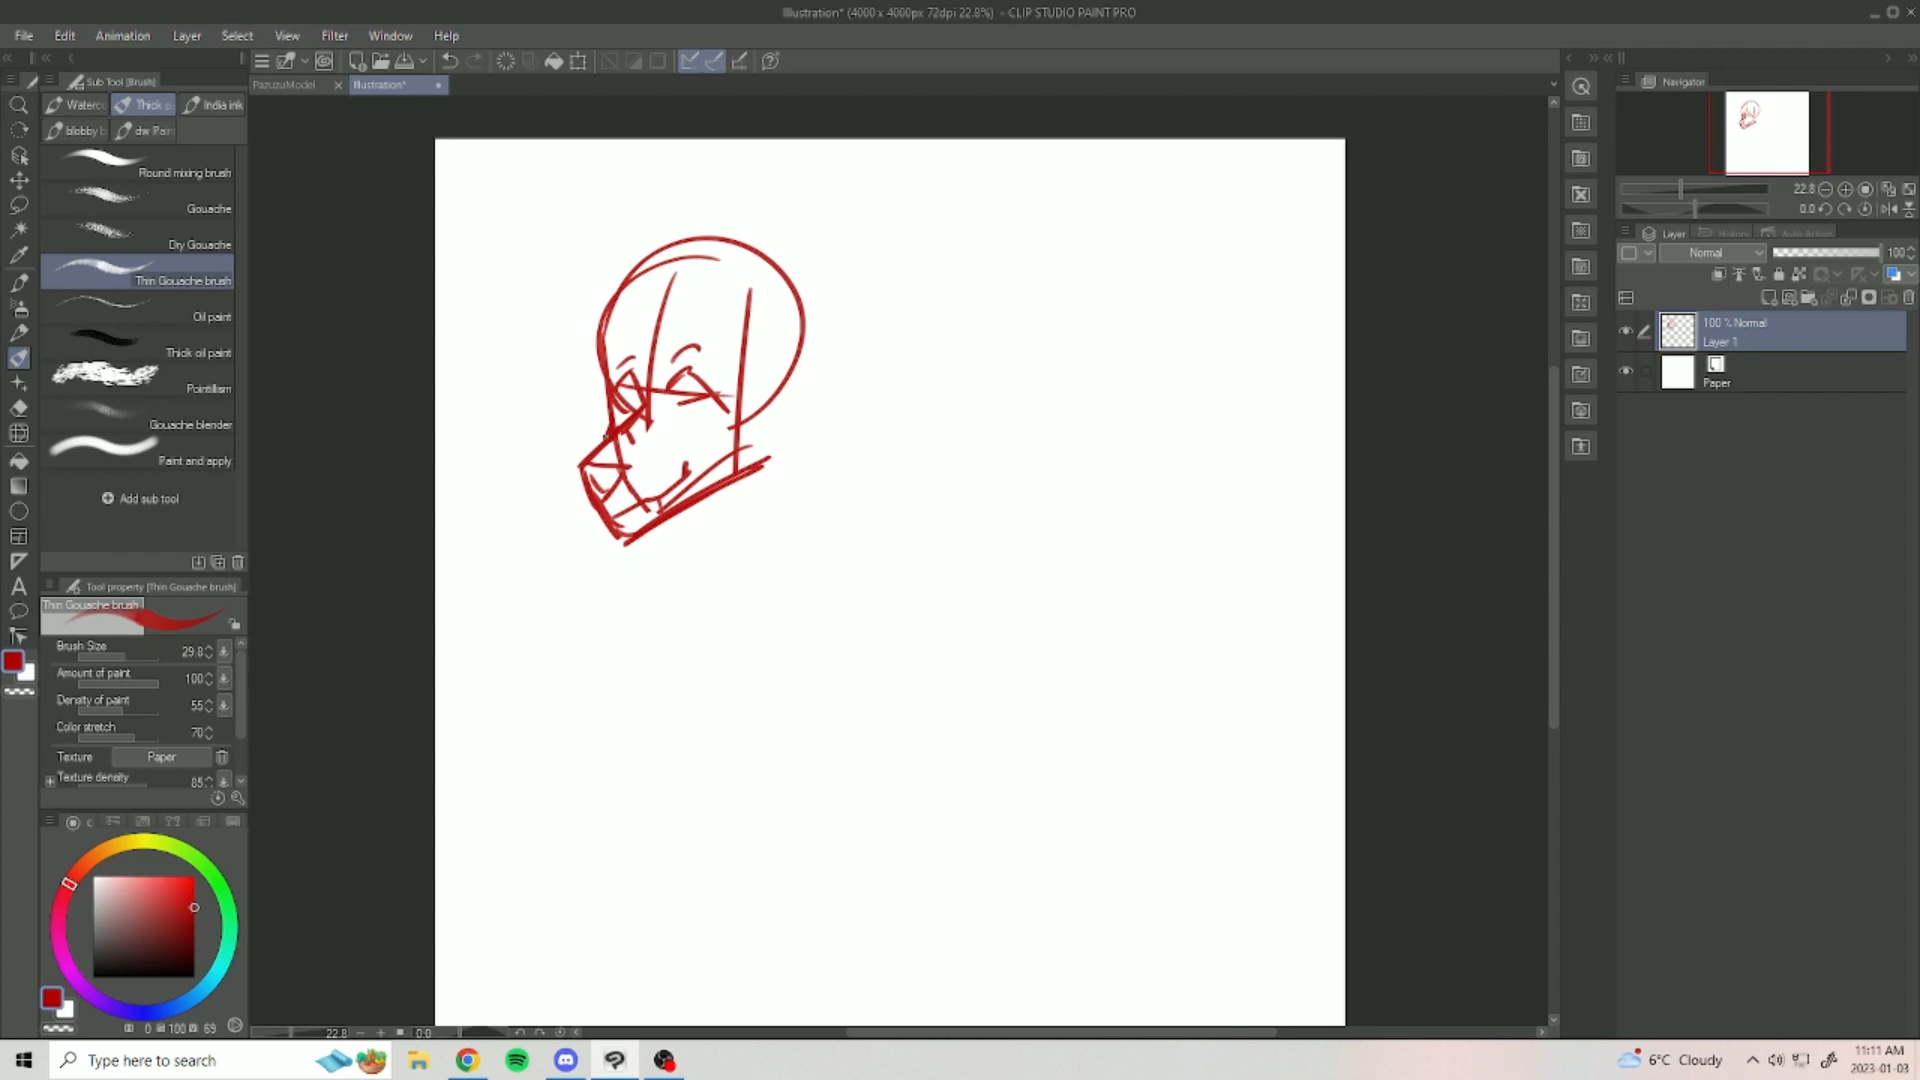 Illustration* (4000 x 4000px 72dpi 22.8%) - CLIP STUDIO PAINT PRO
File Edit Animation Layer Select View Filter Window Help
Sub Tool [Brush]
PazuzuModel
Illustration*
Navigator
Waterc
Thick p
India ink
blobby b
dw Pain
Round mixing brush
Gouache
Dry Gouache
Thin Gouache brush
Oil paint
Thick oil paint
Pointillism
Gouache blender
Paint and apply
Add sub tool
Tool property [Thin Gouache brush]
Thin Gouache brush
Brush Size 29.8
Amount of paint 100
Density of paint 55
Color stretch 70
Texture Paper
Texture density 85
0 100 69
22.8
0.0
22.8
0.0
Layer History Auto Action
Normal 100
100 % Normal
Layer 1
Paper
Type here to search
6°C Cloudy
11:11 AM
2023-01-03